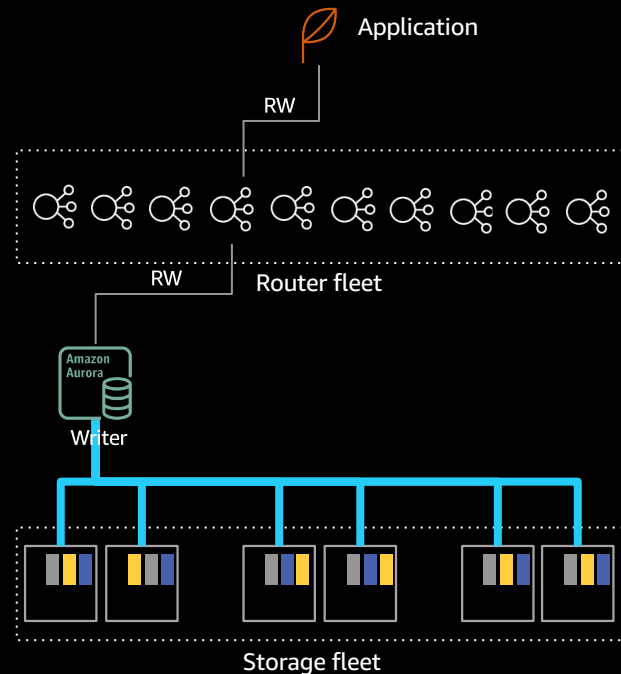 Application
RW
Router fleet
RW
Amazon
Aurora
Writer
Storage fleet